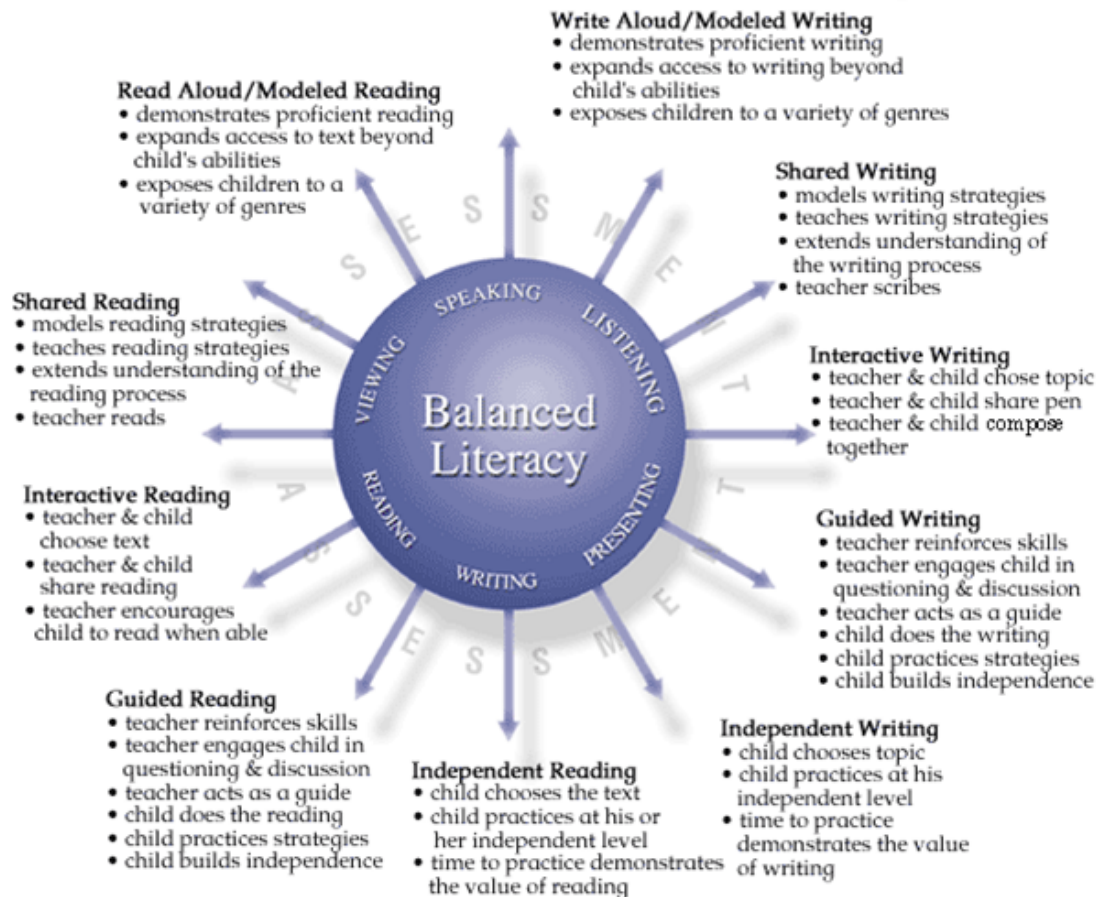 Write Aloud/Modeled Writing
• demonstrates proficient writing
• expands access to writing beyond
child's abilities
• exposes children to a variety of genres
Read Aloud/Modeled Reading
• demonstrates proficient reading
• expands access to text beyond
child's abilities
• exposes children to a
variety of genres
Shared Writing
• models writing strategies
• teaches writing strategies
• extends understanding of
the writing process
• teacher scribes
Shared Reading
• models reading strategies
• teaches reading strategies
• extends understanding of the
reading process
• teacher reads
Interactive Writing
• teacher & child chose topic
• teacher & child share pen
• teacher & child compose
together
ASSESSMENT
SPEAKING
LISTENING
VIEWING
Balanced
Literacy
READING
WRITING
PRESENTING
ASSESSMENT
Interactive Reading
• teacher & child
choose text
• teacher & child
share reading
• teacher encourages
child to read when able
Guided Writing
• teacher reinforces skills
• teacher engages child in
questioning & discussion
• teacher acts as a guide
• child does the writing
• child practices strategies
• child builds independence
Guided Reading
• teacher reinforces skills
• teacher engages child in
questioning & discussion
• teacher acts as a guide
• child does the reading
• child practices strategies
• child builds independence
Independent Reading
• child chooses the text
• child practices at his or
her independent level
• time to practice demonstrates
the value of reading
Independent Writing
• child chooses topic
• child practices at his
independent level
• time to practice
demonstrates the value
of writing